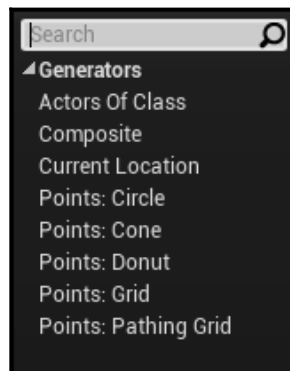 Search
Generators
Actors Of Class
Composite
Current Location
Points: Circle
Points: Cone
Points: Donut
Points: Grid
Points: Pathing Grid